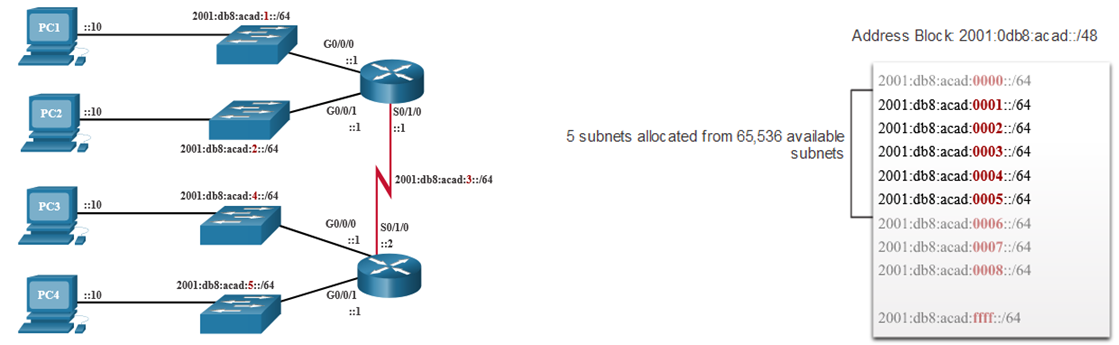 PC1
::10
2001:db8:acad:1::/64
G0/0/0
::1
PC2
::10
2001:db8:acad:2::/64
G0/0/1
::1
S0/1/0
::1
2001:db8:acad:3::/64
PC3
::10
2001:db8:acad:4::/64
G0/0/0
::1
S0/1/0
::2
PC4
::10
2001:db8:acad:5::/64
G0/0/1
::1
Address Block: 2001:0db8:acad::/48
5 subnets allocated from 65,536 available
subnets
2001:db8:acad:0000::/64
2001:db8:acad:0001::/64
2001:db8:acad:0002::/64
2001:db8:acad:0003::/64
2001:db8:acad:0004::/64
2001:db8:acad:0005::/64
2001:db8:acad:0006::/64
2001:db8:acad:0007::/64
2001:db8:acad:0008::/64
2001:db8:acad:ffff::/64